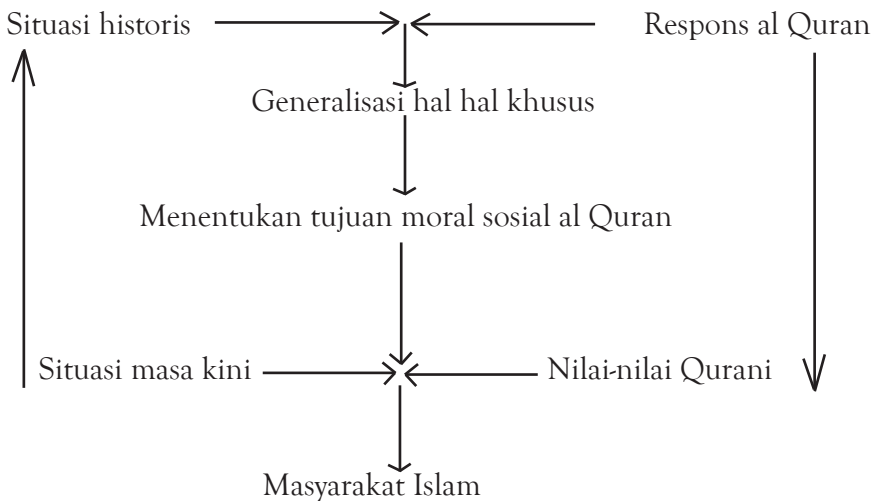 Situasi historis
Respons al Quran
Generalisasi hal hal khusus
Menentukan tujuan moral sosial al Quran
Situasi masa kini
Nilai-nilai Qurani
Masyarakat Islam